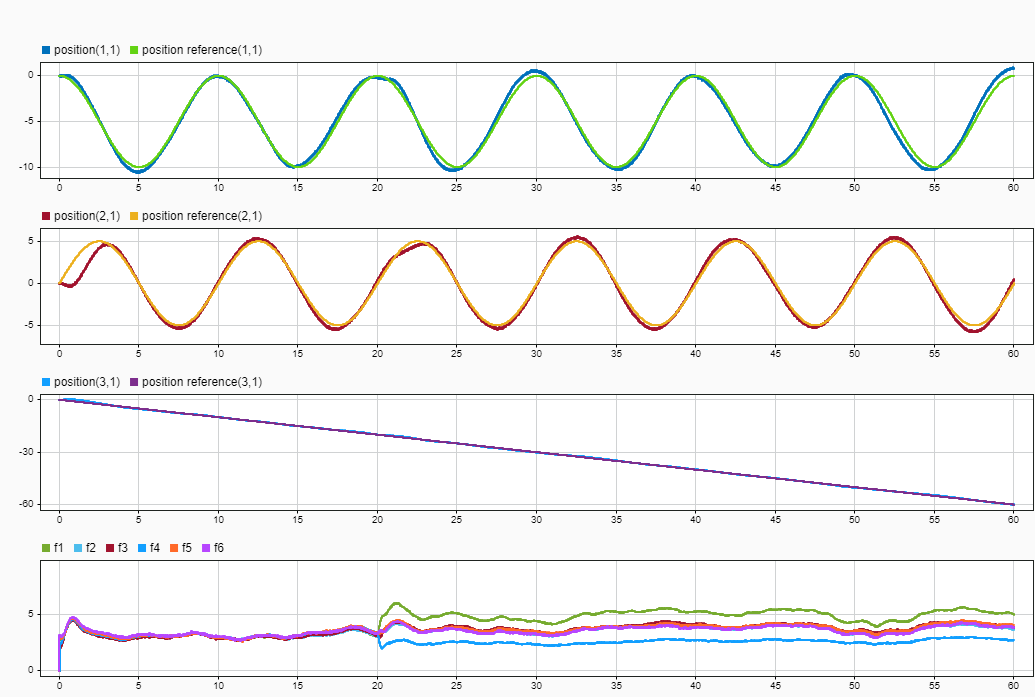 position(1,1) position reference(1,1)
0
-5
-10
0 5 10 15 20 25 30 35 40 45 50 55 60
position(2,1) position reference(2,1)
5
0
-5
0 5 10 15 20 25 30 35 40 45 50 55 60
position(3,1) position reference(3,1)
0
-30
-60
0 5 10 15 20 25 30 35 40 45 50 55 60
f1 f2 f3 f4 f5 f6
5
0
0 5 10 15 20 25 30 35 40 45 50 55 60